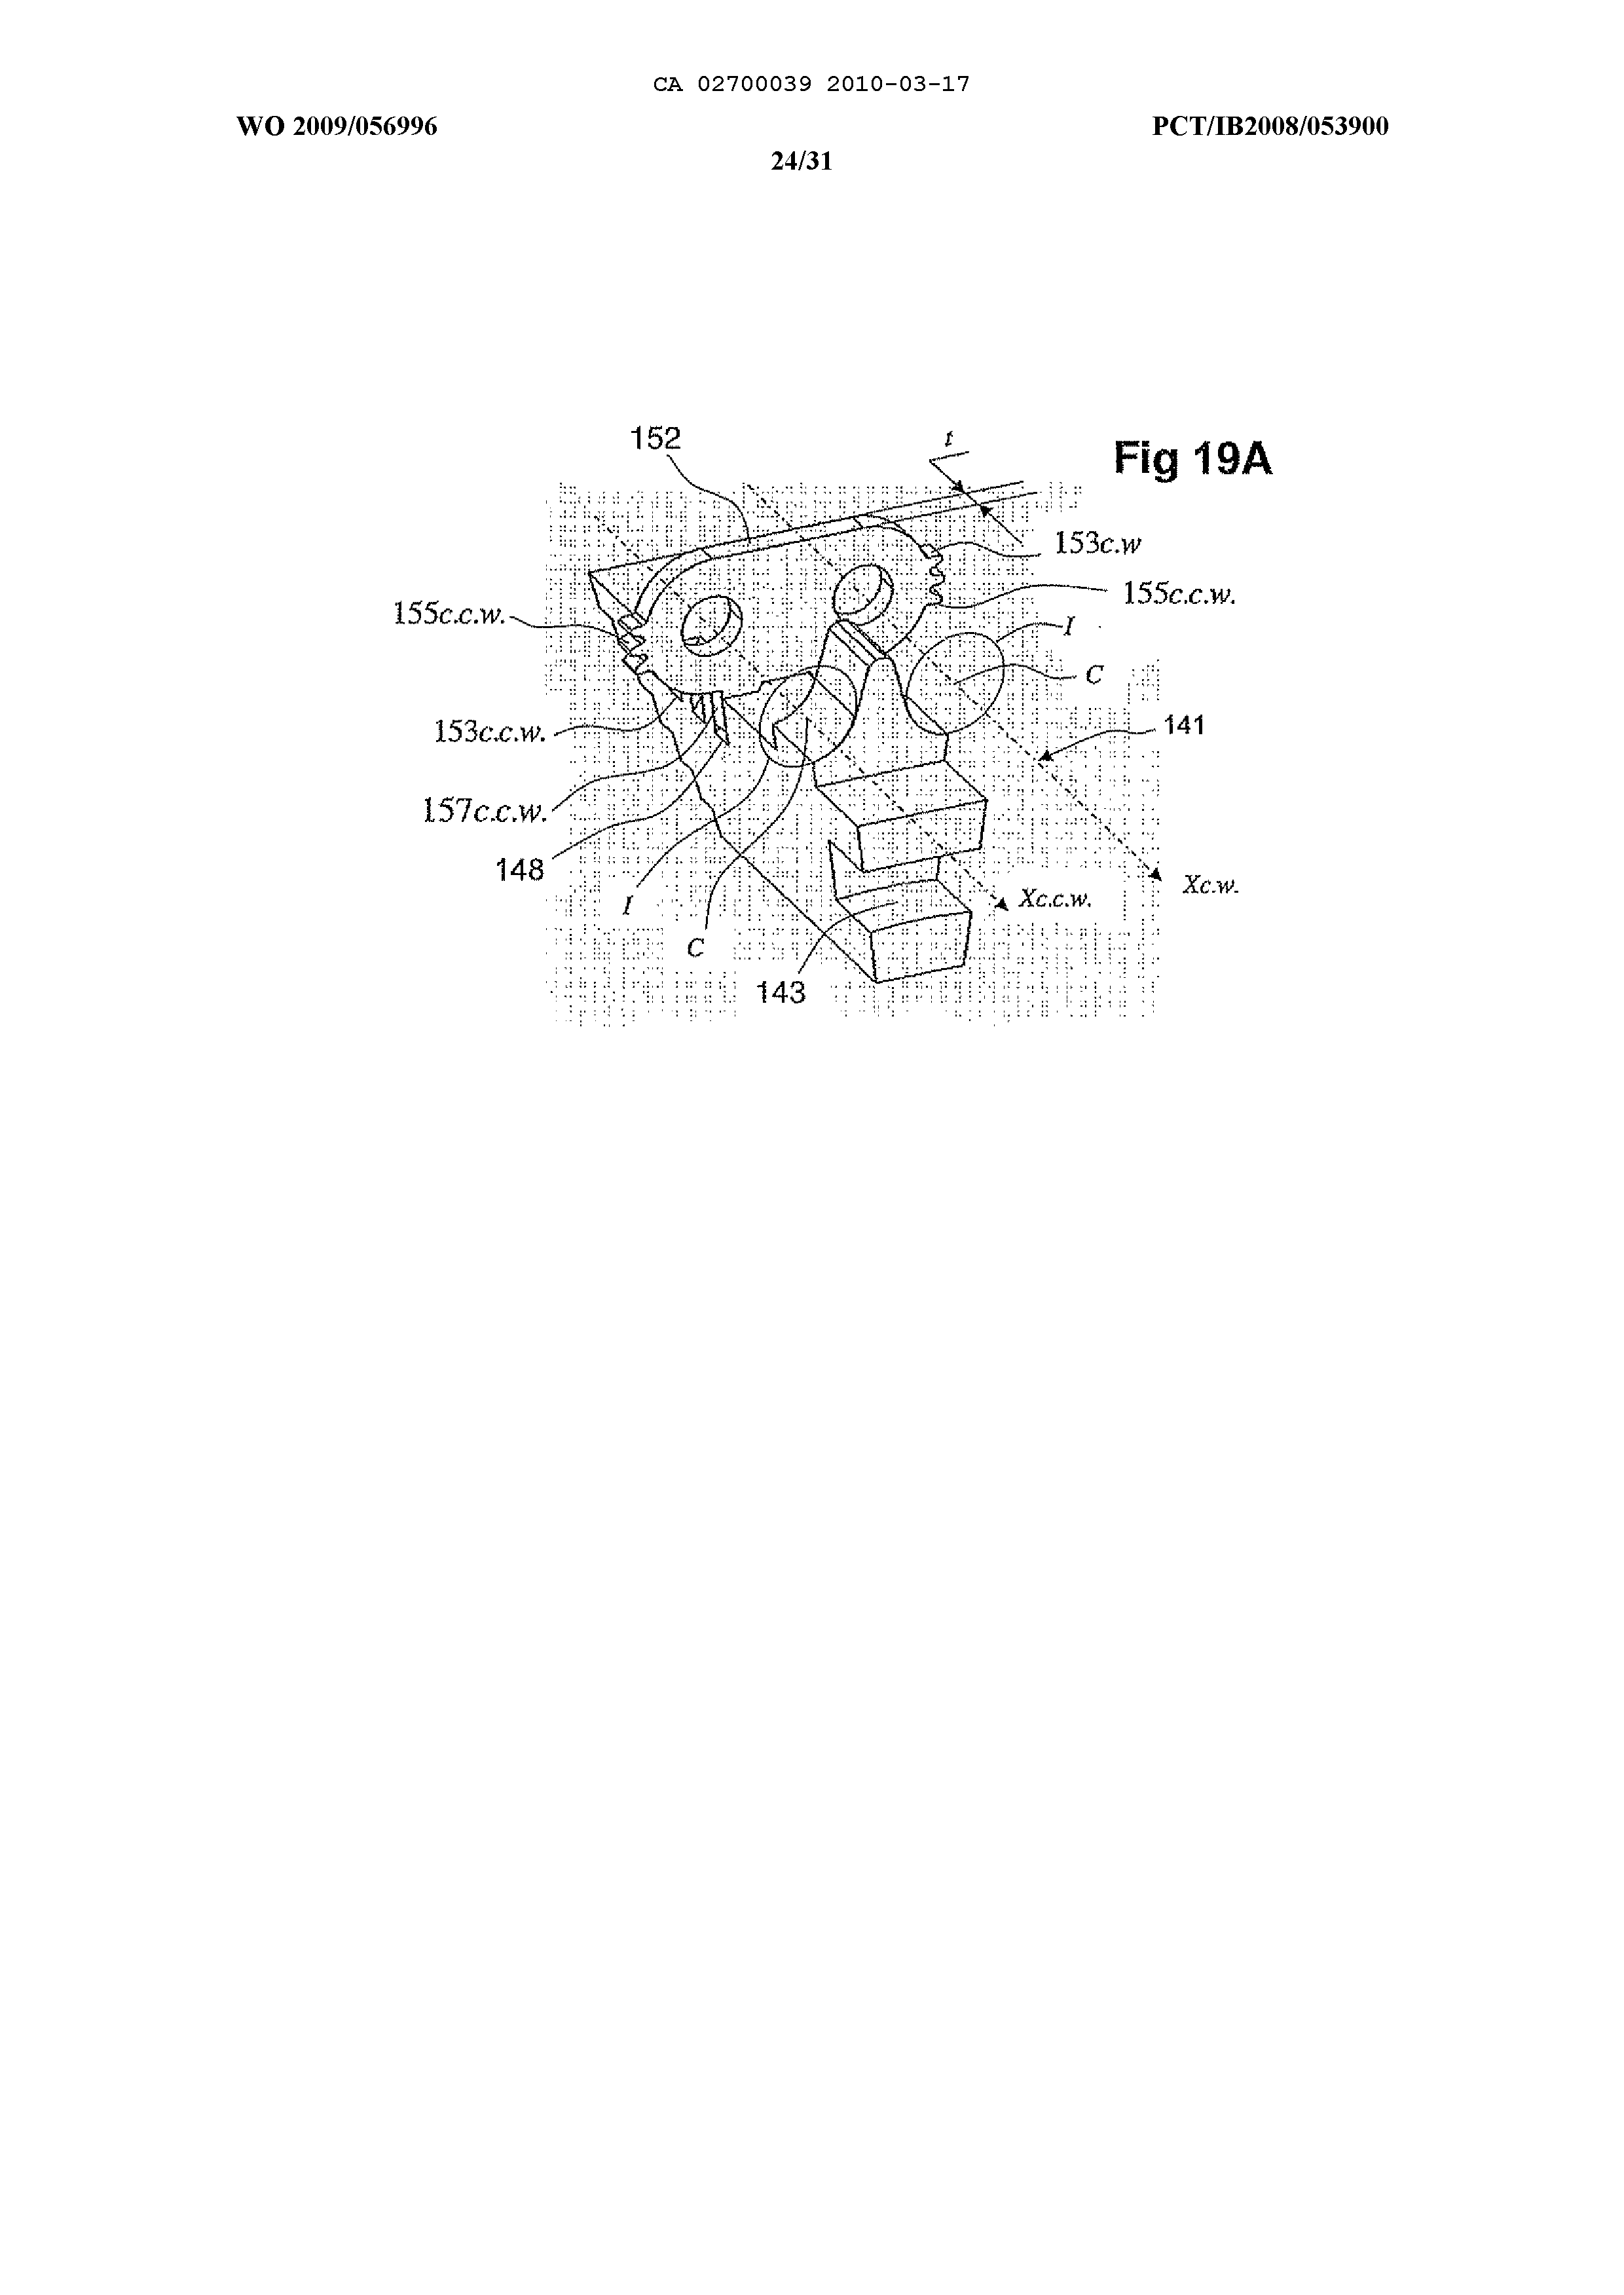 CA 02700039 2010-03-17
WO 2009/056996 PCT/IB2008/053900
24/31
152 t Fig 19A
153c.w
155c.c.w. 155c.c.w.
I
C
153c.c.w. 141
157c.c.w.
148
I Xc.c.w. Xc.w.
C
143